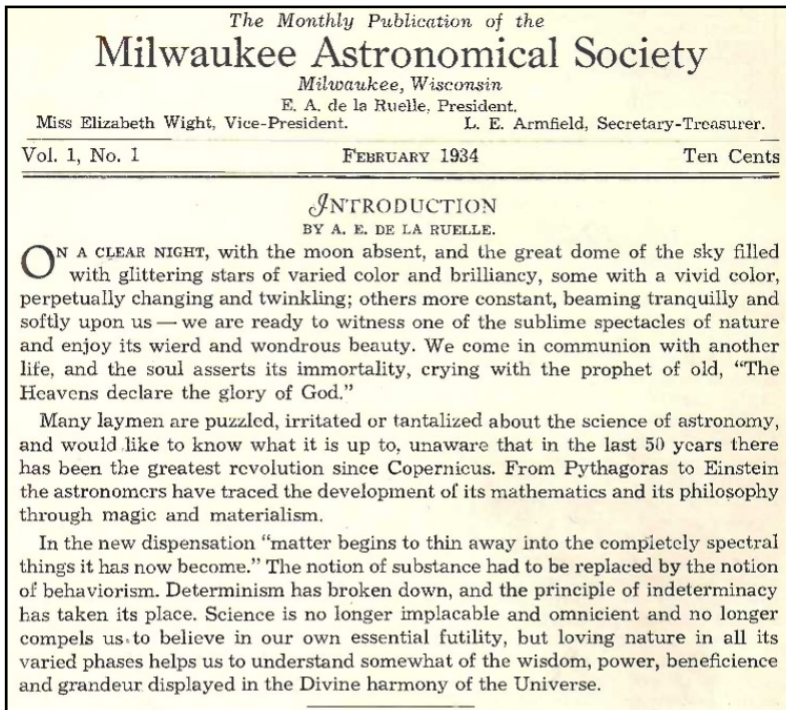 The Monthly Publication of the
Milwaukee Astronomical Society
Milwaukee, Wisconsin
E. A. de la Ruelle, President.
Miss Elizabeth Wight, Vice-President. L. E. Armfield, Secretary-Treasurer.
Vol. 1, No. 1 FEBRUARY 1934 Ten Cents
INTRODUCTION
BY A. E. DE LA RUELLE.
ON A CLEAR NIGHT, with the moon absent, and the great dome of the sky filled
with glittering stars of varied color and brilliancy, some with a vivid color,
perpetually changing and twinkling; others more constant, beaming tranquilly and
softly upon us — we are ready to witness one of the sublime spectacles of nature
and enjoy its wierd and wondrous beauty. We come in communion with another
life, and the soul asserts its immortality, crying with the prophet of old, “The
Heavens declare the glory of God.”
Many laymen are puzzled, irritated or tantalized about the science of astronomy,
and would like to know what it is up to, unaware that in the last 50 years there
has been the greatest revolution since Copernicus. From Pythagoras to Einstein
the astronomers have traced the development of its mathematics and its philosophy
through magic and materialism.
In the new dispensation “matter begins to thin away into the completely spectral
things it has now become.” The notion of substance had to be replaced by the notion
of behaviorism. Determinism has broken down, and the principle of indeterminacy
has taken its place. Science is no longer implacable and omnicient and no longer
compels us to believe in our own essential futility, but loving nature in all its
varied phases helps us to understand somewhat of the wisdom, power, beneficience
and grandeur displayed in the Divine harmony of the Universe.